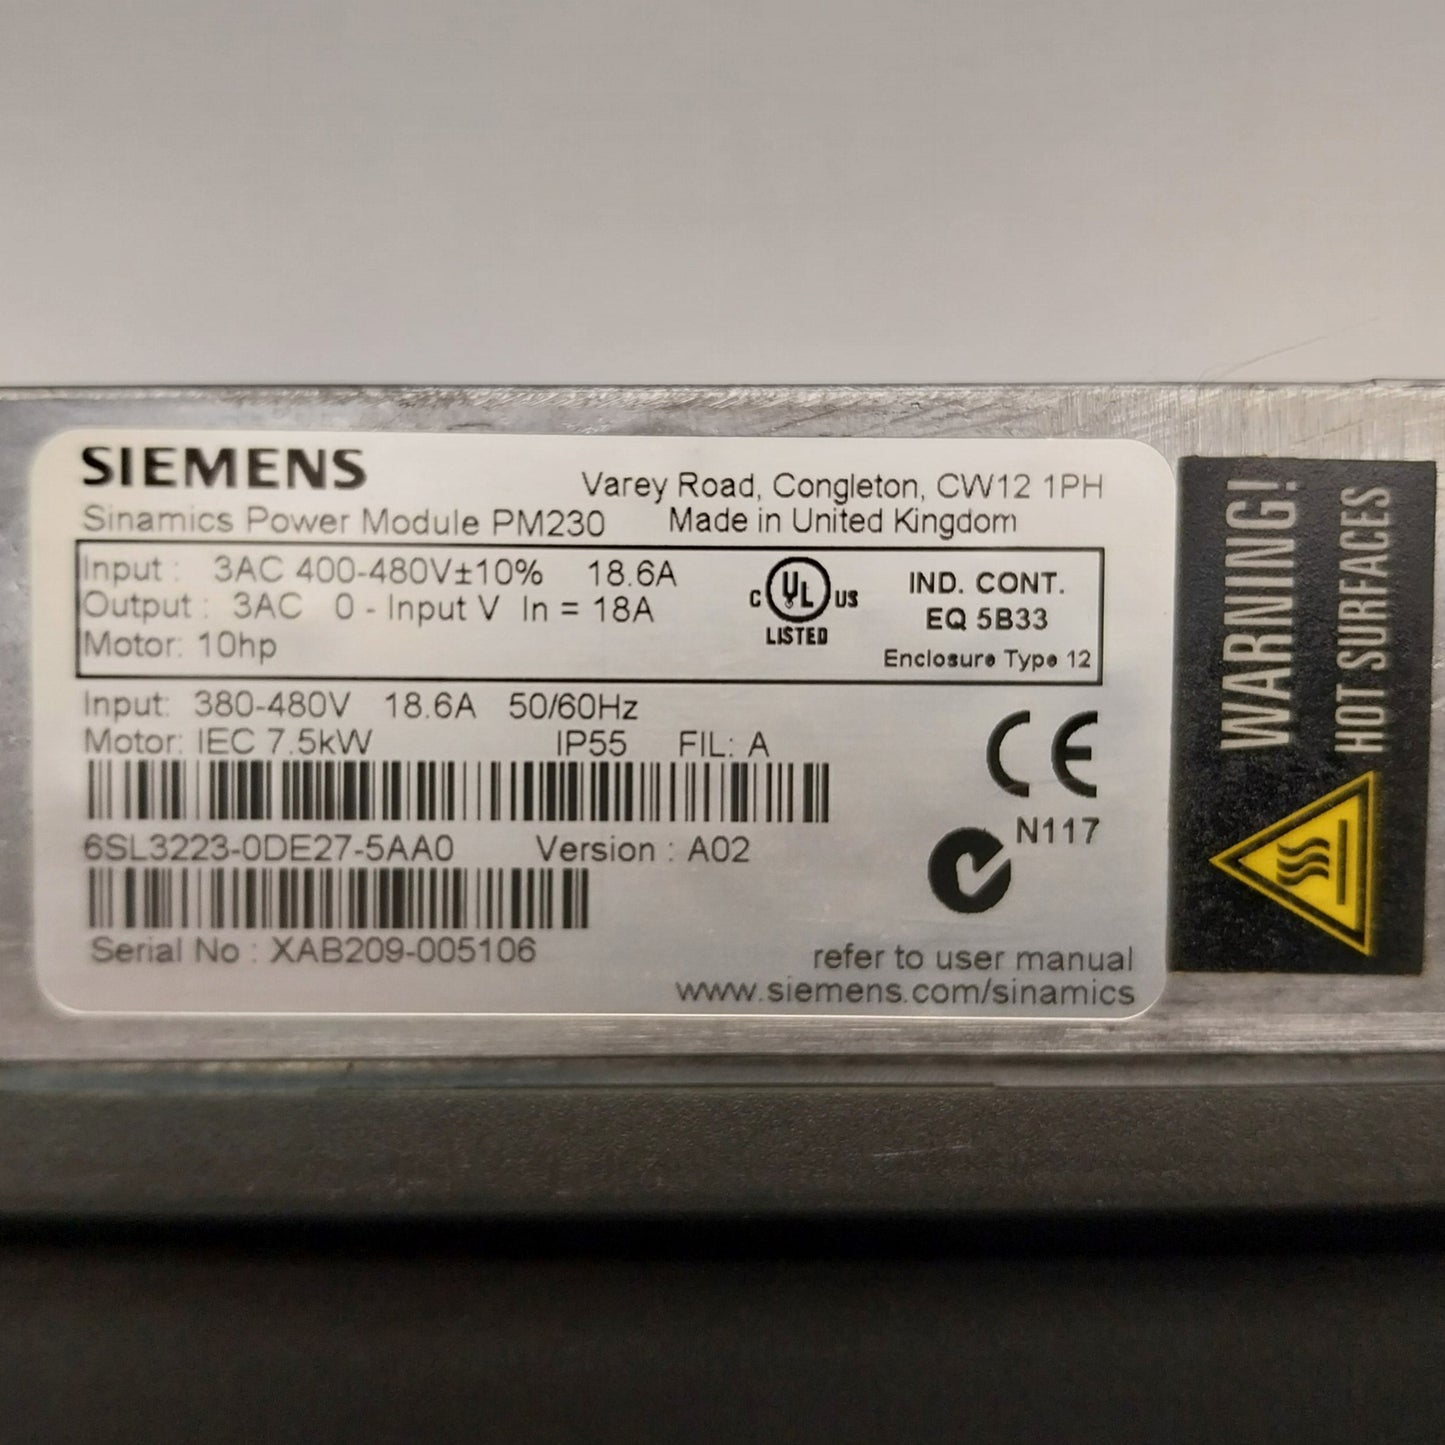 SIEMENS
Varey Road, Congleton, CW12 1PH
Sinamics Power Module PM230 Made in United Kingdom
Input : 3AC 400-480V±10% 18.6A
Output : 3AC 0 - Input V In = 18A
Motor: 10hp
C UL US
LISTED
IND. CONT.
EQ 5B33
Enclosure Type 12
Input: 380-480V 18.6A 50/60Hz
Motor: IEC 7.5kW IP55 FIL: A
CE
6SL3223-0DE27-5AA0 Version : A02
N117
Serial No : XAB209-005106
refer to user manual
www.siemens.com/sinamics
WARNING!
HOT SURFACES